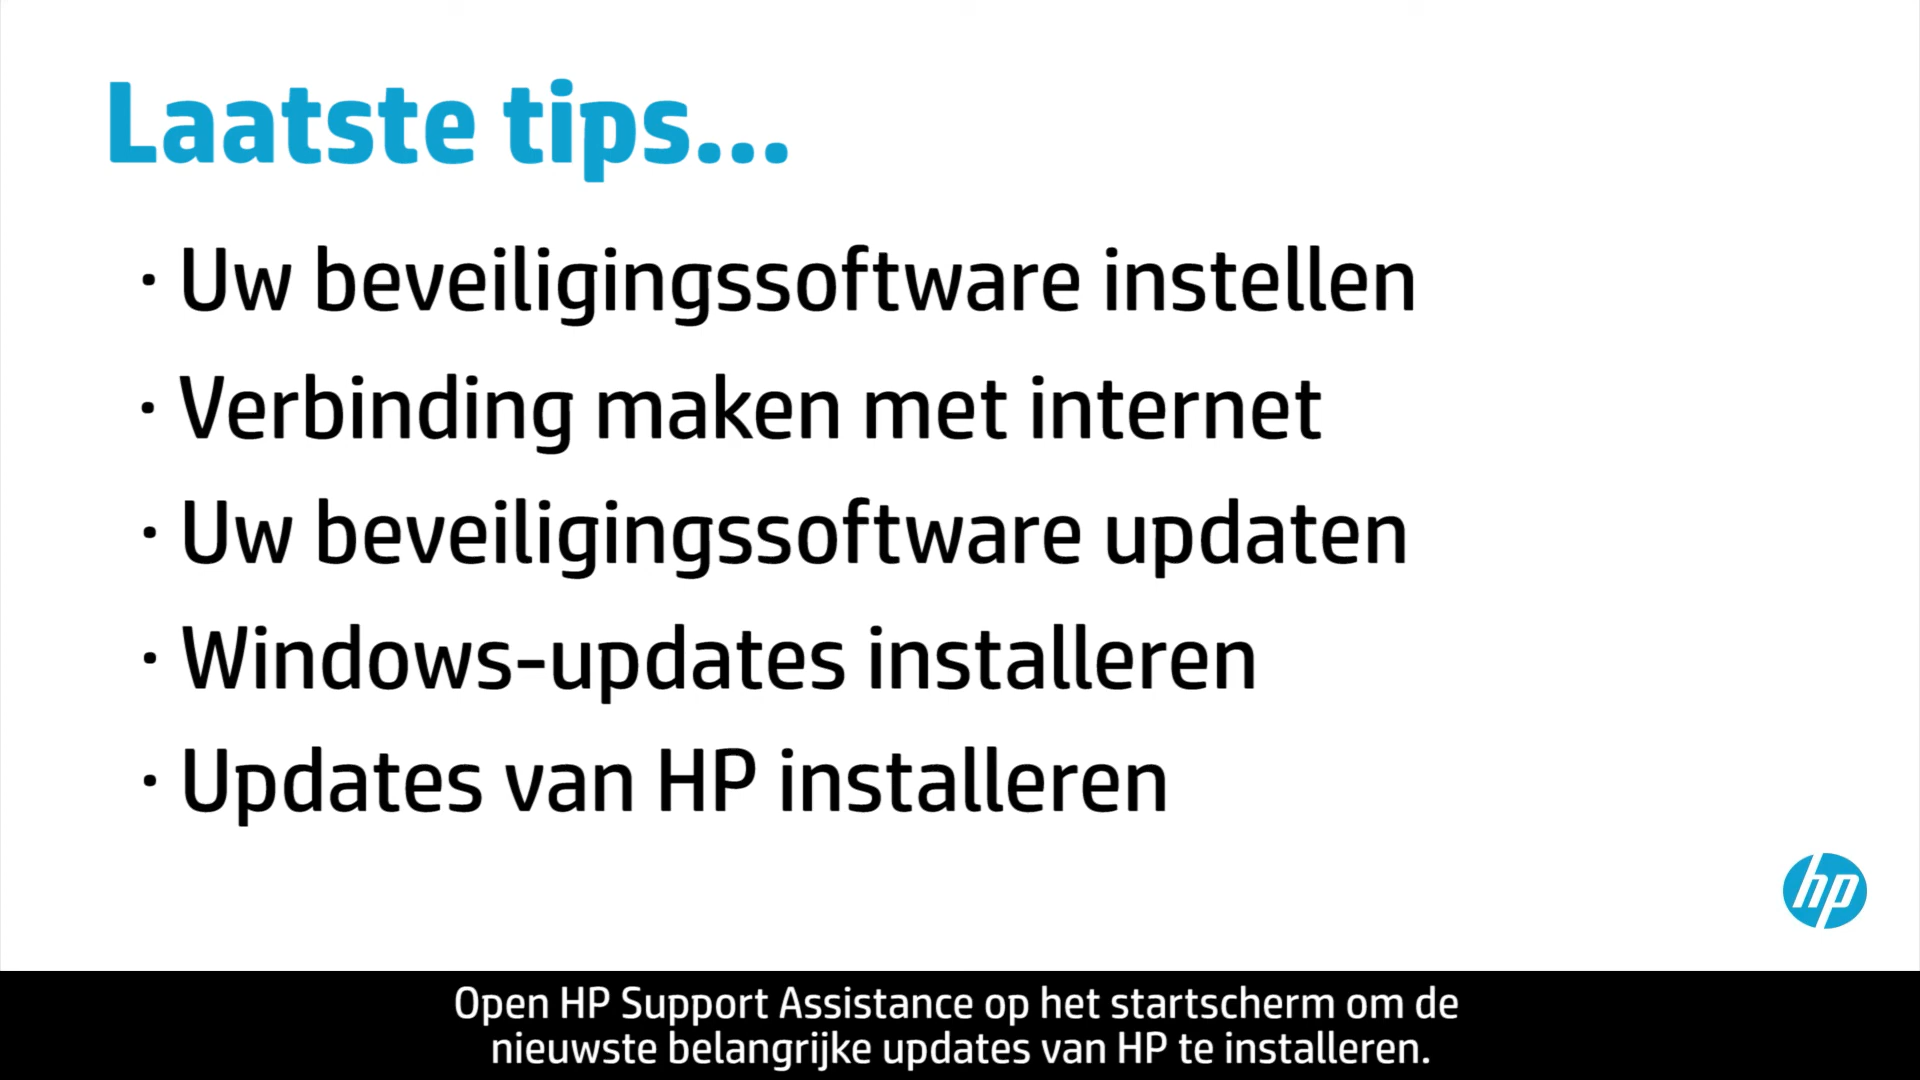 Laatste tips...
· Uw beveiligingssoftware instellen
· Verbinding maken met internet
· Uw beveiligingssoftware updaten
· Windows-updates installeren
· Updates van HP installeren
hp
Open HP Support Assistance op het startscherm om de
nieuwste belangrijke updates van HP te installeren.